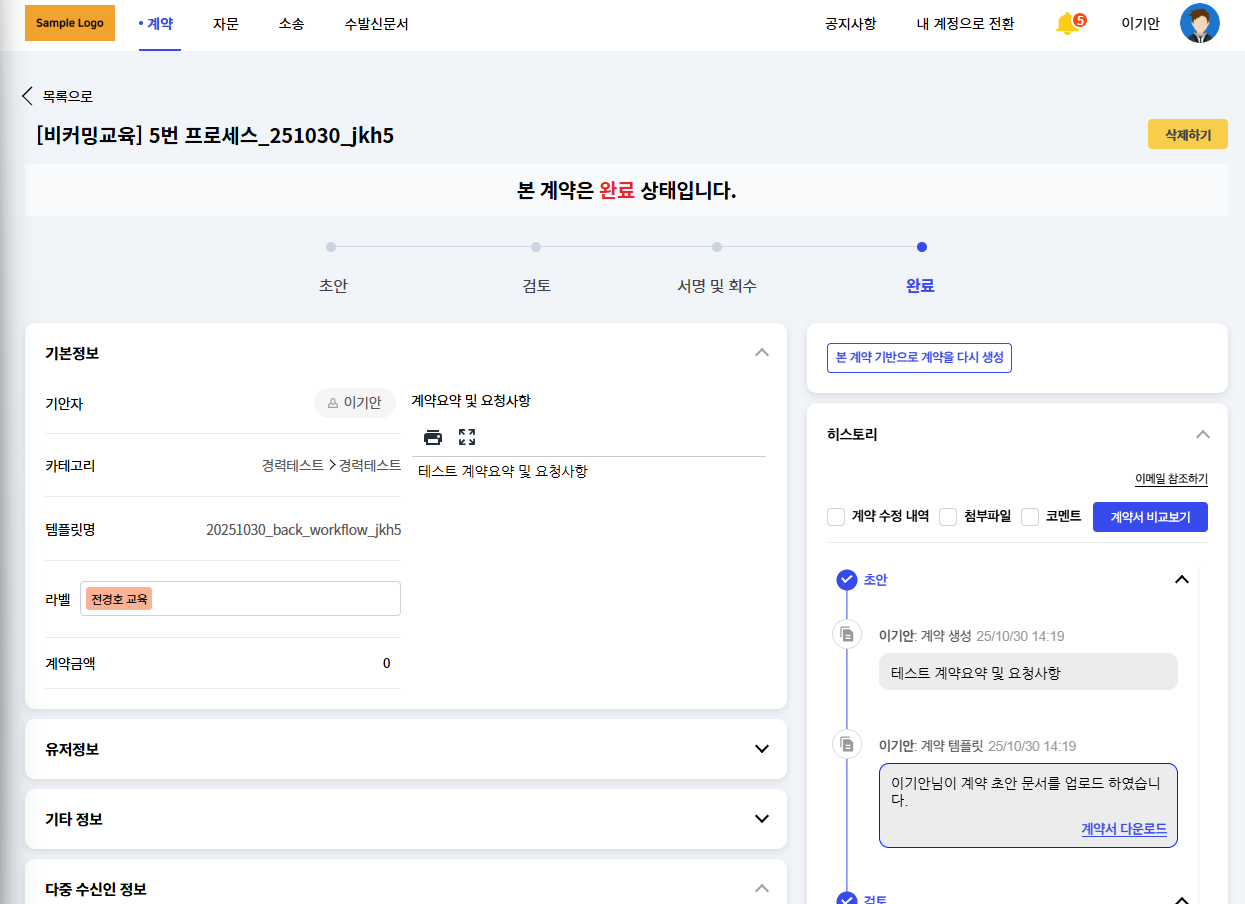 Sample Logo
계약
자문
소송
수발신문서
공지사항
내 계정으로 전환
5
이기안
목록으로
[비커밍교육] 5번 프로세스_251030_jkh5
삭제하기
본 계약은 완료 상태입니다.
초안
검토
서명 및 회수
완료
기본정보
기안자
이기안
카테고리
경력테스트 > 경력테스트
템플릿명
20251030_back_workflow_jkh5
라벨
전경호 교육
계약금액
0
계약요약 및 요청사항
테스트 계약요약 및 요청사항
유저정보
기타 정보
다중 수신인 정보
본 계약 기반으로 계약을 다시 생성
히스토리
이메일 참조하기
계약 수정 내역
첨부파일
코멘트
계약서 비교보기
초안
이기안: 계약 생성 25/10/30 14:19
테스트 계약요약 및 요청사항
이기안: 계약 템플릿 25/10/30 14:19
이기안님이 계약 초안 문서를 업로드 하였습니
다.
계약서 다운로드
검토